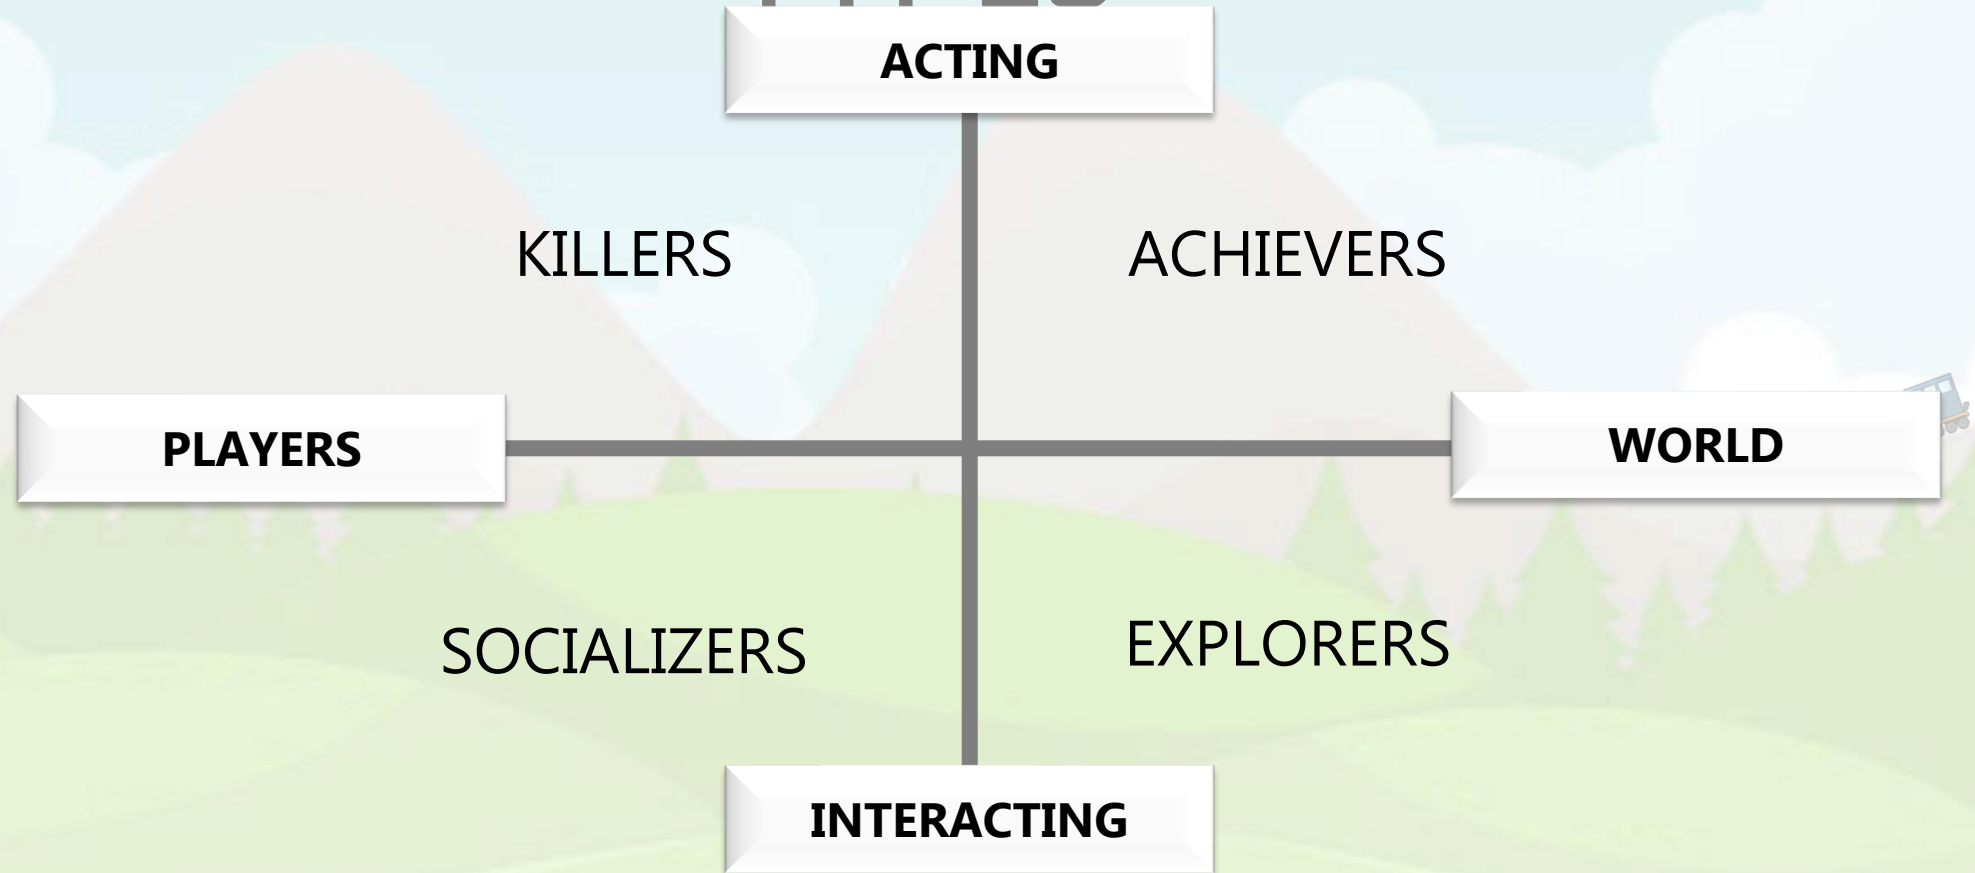 ACTING
KILLERS
ACHIEVERS
PLAYERS
WORLD
SOCIALIZERS
EXPLORERS
INTERACTING